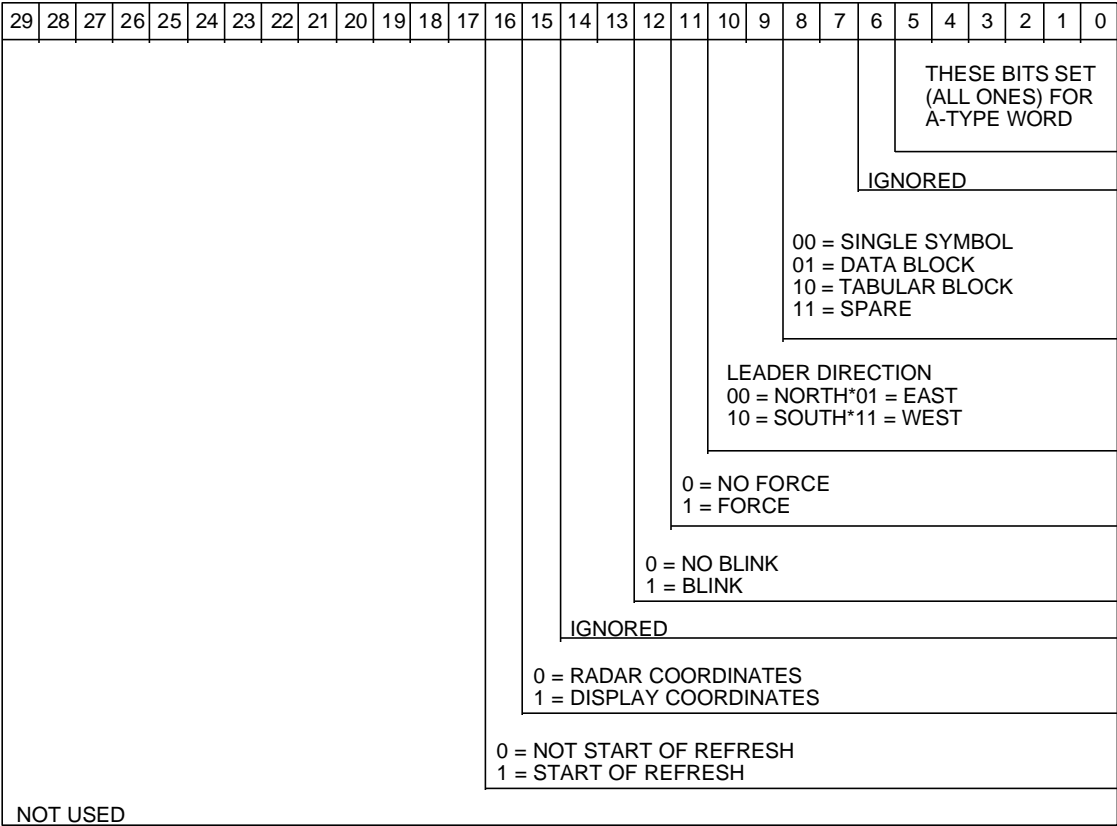 29 28 27 26 25 24 23 22 21 20 19 18 17 16 15 14 13 12 11 10 9 8 7 6 5 4 3 2 1 0
THESE BITS SET
(ALL ONES) FOR
A-TYPE WORD
IGNORED
00 = SINGLE SYMBOL
01 = DATA BLOCK
10 = TABULAR BLOCK
11 = SPARE
LEADER DIRECTION
00 = NORTH*01 = EAST
10 = SOUTH*11 = WEST
0 = NO FORCE
1 = FORCE
0 = NO BLINK
1 = BLINK
IGNORED
0 = RADAR COORDINATES
1 = DISPLAY COORDINATES
0 = NOT START OF REFRESH
1 = START OF REFRESH
NOT USED